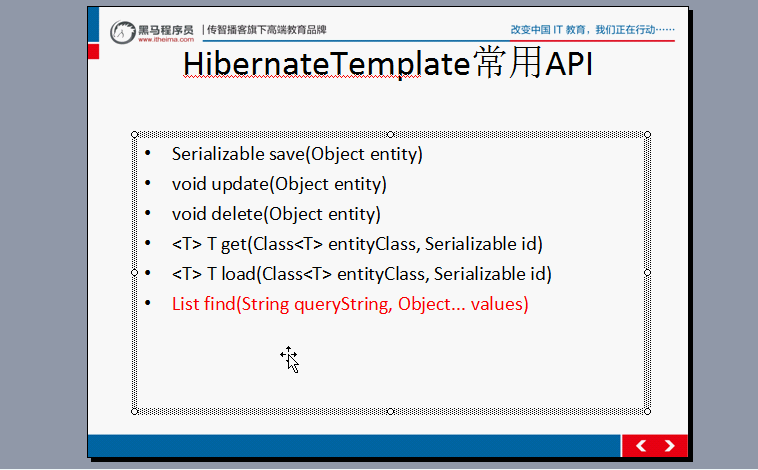 黑马程序员
www.itheima.com
传智播客旗下高端教育品牌
改变中国 IT 教育，我们正在行动……
HibernateTemplate常用API
• Serializable save(Object entity)
• void update(Object entity)
• void delete(Object entity)
• <T> T get(Class<T> entityClass, Serializable id)
• <T> T load(Class<T> entityClass, Serializable id)
• List find(String queryString, Object... values)